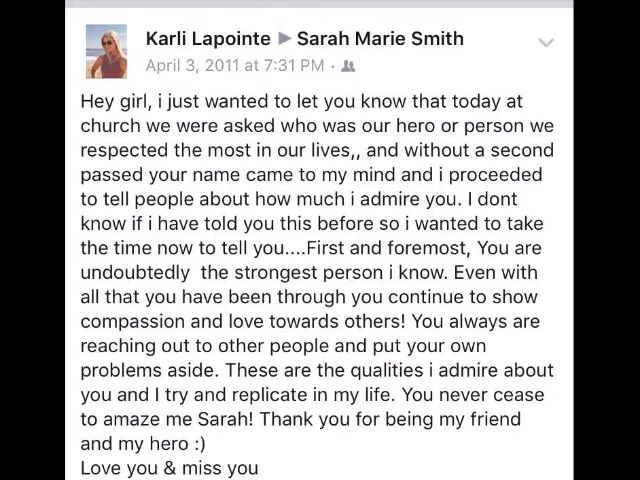 Karli Lapointe ▶ Sarah Marie Smith
April 3, 2011 at 7:31 PM ·
Hey girl, i just wanted to let you know that today at
church we were asked who was our hero or person we
respected the most in our lives,, and without a second
passed your name came to my mind and i proceeded
to tell people about how much i admire you. I dont
know if i have told you this before so i wanted to take
the time now to tell you....First and foremost, You are
undoubtedly  the strongest person i know. Even with
all that you have been through you continue to show
compassion and love towards others! You always are
reaching out to other people and put your own
problems aside. These are the qualities i admire about
you and I try and replicate in my life. You never cease
to amaze me Sarah! Thank you for being my friend
and my hero :)
Love you & miss you